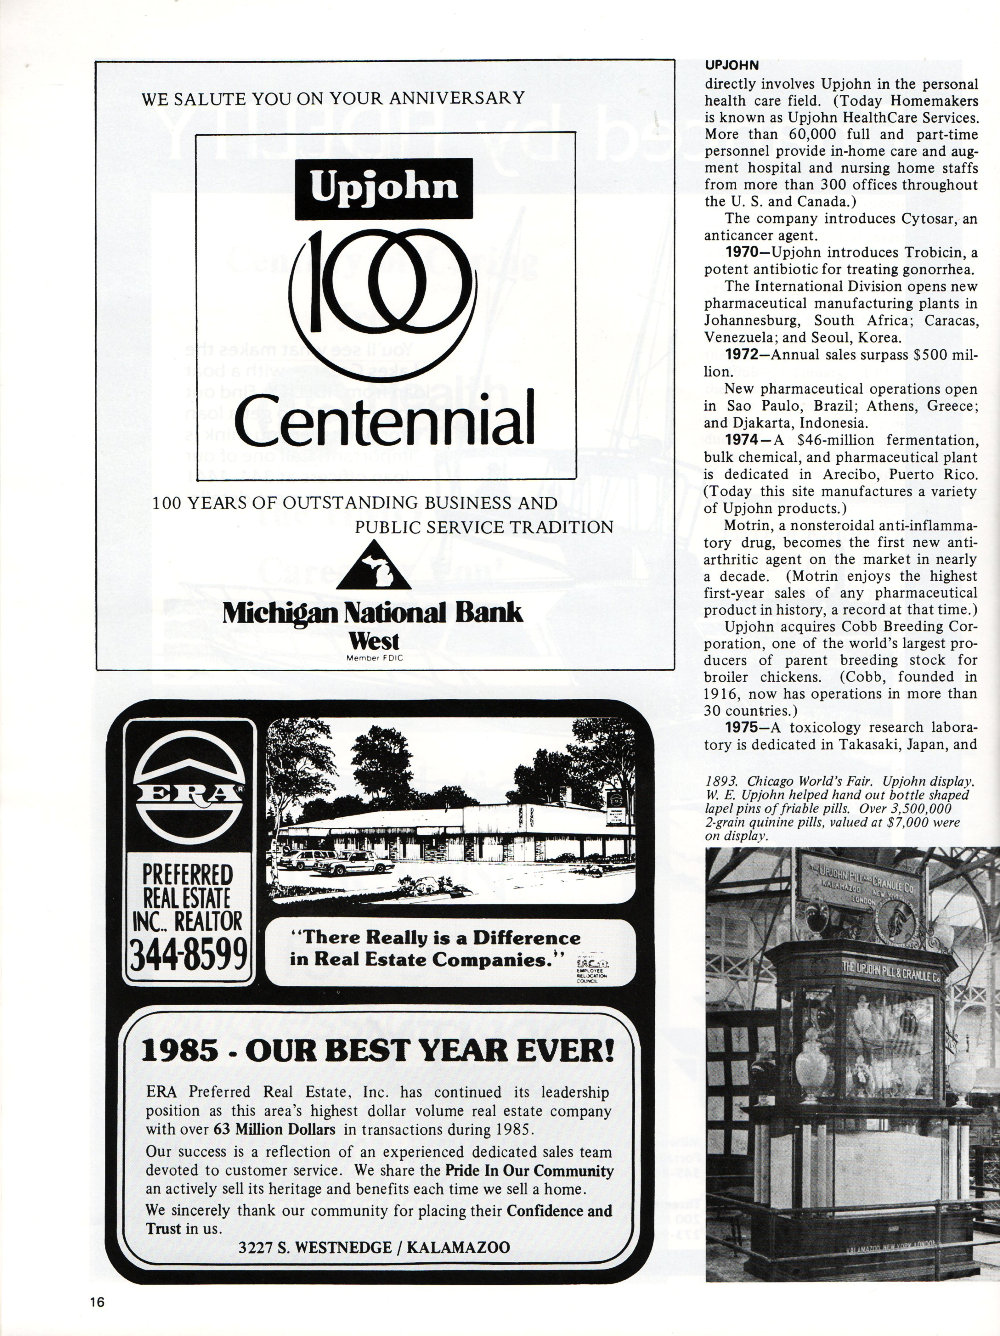 WE SALUTE YOU ON YOUR ANNIVERSARY
Upjohn
100
Centennial
100 YEARS OF OUTSTANDING BUSINESS AND
PUBLIC SERVICE TRADITION
Michigan National Bank
West
Member FDIC
ERA
PREFERRED
REAL ESTATE
INC., REALTOR
344-8599
“There Really is a Difference
in Real Estate Companies.”
EMPLOYEE
RELOCATION
COUNCIL
1985 - OUR BEST YEAR EVER!
ERA Preferred Real Estate, Inc. has continued its leadership
position as this area's highest dollar volume real estate company
with over 63 Million Dollars in transactions during 1985.
Our success is a reflection of an experienced dedicated sales team
devoted to customer service. We share the Pride In Our Community
an actively sell its heritage and benefits each time we sell a home.
We sincerely thank our community for placing their Confidence and
Trust in us.
3227 S. WESTNEDGE / KALAMAZOO
UPJOHN
directly involves Upjohn in the personal
health care field. (Today Homemakers
is known as Upjohn HealthCare Services.
More than 60,000 full and part-time
personnel provide in-home care and aug-
ment hospital and nursing home staffs
from more than 300 offices throughout
the U. S. and Canada.)
The company introduces Cytosar, an
anticancer agent.
1970—Upjohn introduces Trobicin, a
potent antibiotic for treating gonorrhea.
The International Division opens new
pharmaceutical manufacturing plants in
Johannesburg, South Africa; Caracas,
Venezuela; and Seoul, Korea.
1972—Annual sales surpass $500 mil-
lion.
New pharmaceutical operations open
in Sao Paulo, Brazil; Athens, Greece;
and Djakarta, Indonesia.
1974—A $46-million fermentation,
bulk chemical, and pharmaceutical plant
is dedicated in Arecibo, Puerto Rico.
(Today this site manufactures a variety
of Upjohn products.)
Motrin, a nonsteroidal anti-inflamma-
tory drug, becomes the first new anti-
arthritic agent on the market in nearly
a decade. (Motrin enjoys the highest
first-year sales of any pharmaceutical
product in history, a record at that time.)
Upjohn acquires Cobb Breeding Cor-
poration, one of the world's largest pro-
ducers of parent breeding stock for
broiler chickens. (Cobb, founded in
1916, now has operations in more than
30 countries.)
1975—A toxicology research labora-
tory is dedicated in Takasaki, Japan, and
1893. Chicago World's Fair. Upjohn display.
W. E. Upjohn helped hand out bottle shaped
lapel pins of friable pills. Over 3,500,000
2-grain quinine pills, valued at $7,000 were
on display.
THE UPJOHN PILL AND GRANULE CO.
KALAMAZOO NEW
LONDON
THE UPJOHN PILL & GRANULE CO.
KALAMAZOO, NEW YORK, LONDON
16